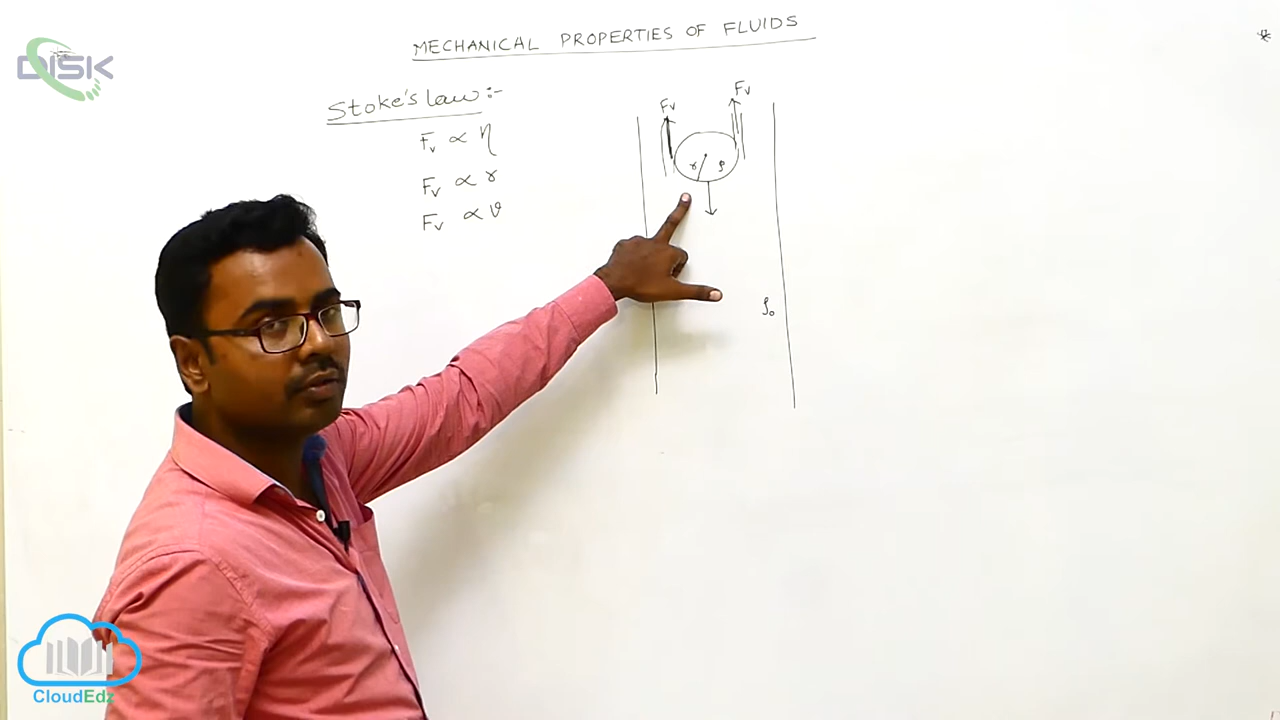 DISK
MECHANICAL PROPERTIES OF FLUIDS
Stoke's law :-
Fv ∝ η
Fv ∝ r
Fv ∝ v
Fv
Fv
r ρ
ρ₀
CloudEdz